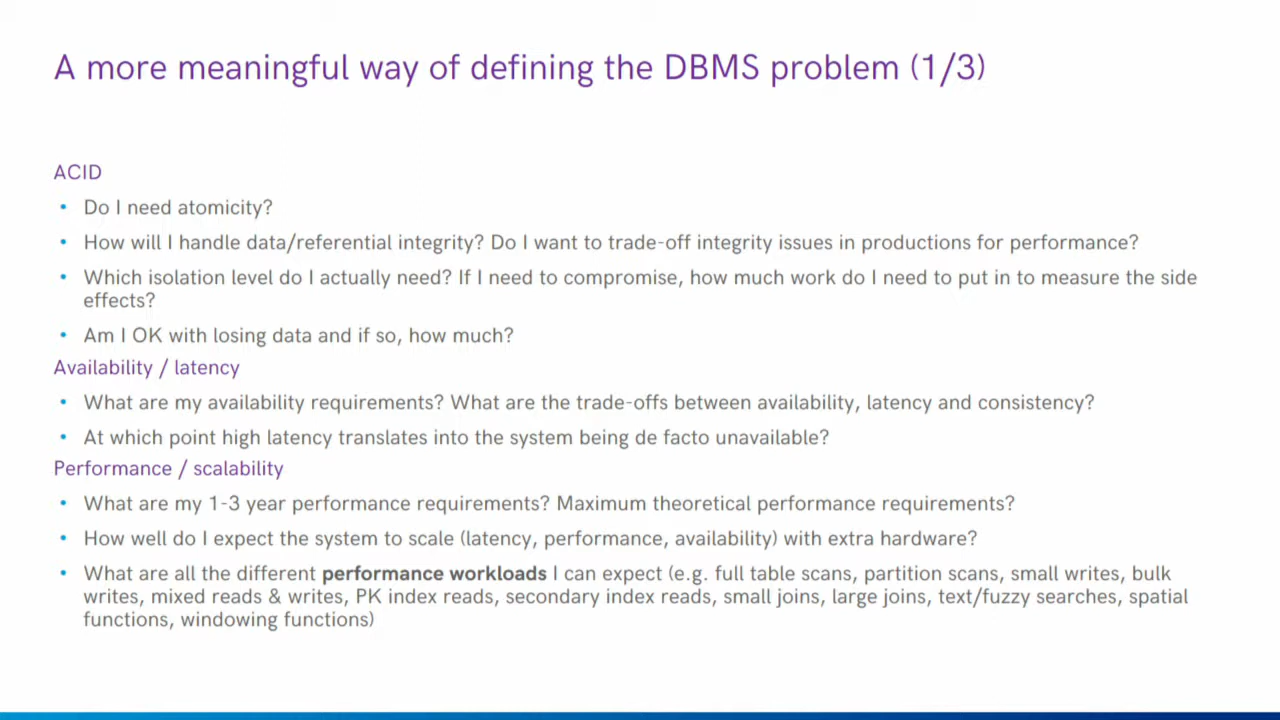 A more meaningful way of defining the DBMS problem (1/3)
ACID
• Do I need atomicity?
• How will I handle data/referential integrity? Do I want to trade-off integrity issues in productions for performance?
• Which isolation level do I actually need? If I need to compromise, how much work do I need to put in to measure the side
effects?
• Am I OK with losing data and if so, how much?
Availability / latency
• What are my availability requirements? What are the trade-offs between availability, latency and consistency?
• At which point high latency translates into the system being de facto unavailable?
Performance / scalability
• What are my 1-3 year performance requirements? Maximum theoretical performance requirements?
• How well do I expect the system to scale (latency, performance, availability) with extra hardware?
• What are all the different performance workloads I can expect (e.g. full table scans, partition scans, small writes, bulk
writes, mixed reads & writes, PK index reads, secondary index reads, small joins, large joins, text/fuzzy searches, spatial
functions, windowing functions)